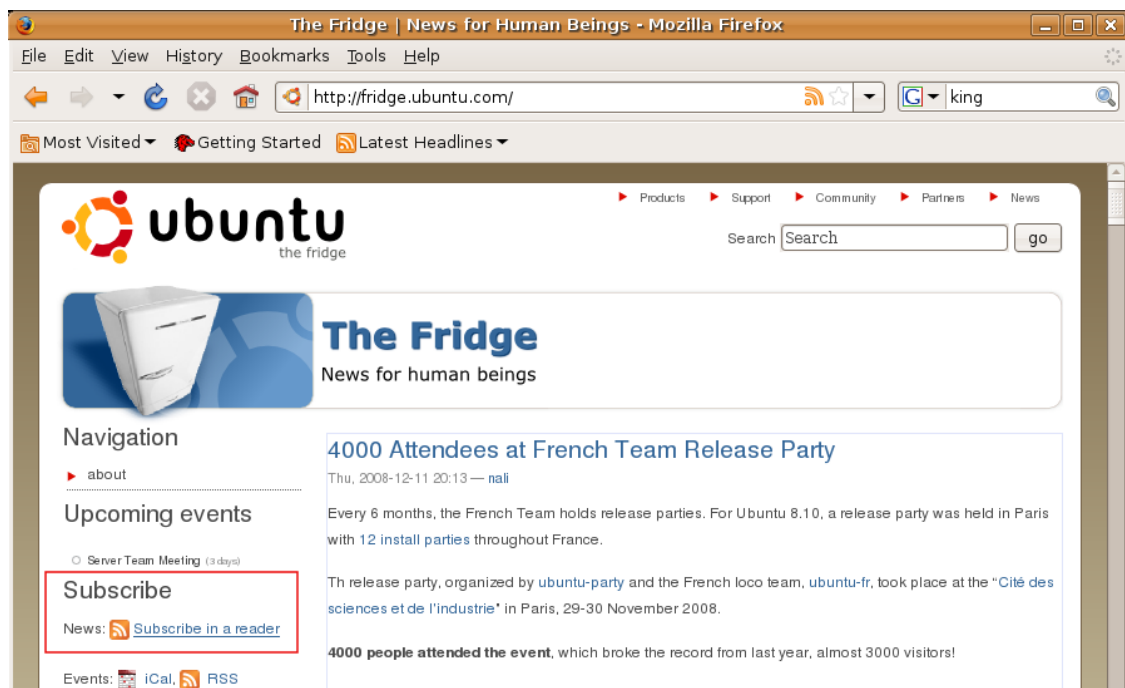 The Fridge | News for Human Beings - Mozilla Firefox
File Edit View History Bookmarks Tools Help
http://fridge.ubuntu.com/
G king
Most Visited Getting Started Latest Headlines
ubuntu
the fridge
Products Support Community Partners News
Search Search go
The Fridge
News for human beings
Navigation
about
Upcoming events
Server Team Meeting (3 days)
Subscribe
News: Subscribe in a reader
Events: iCal, RSS
4000 Attendees at French Team Release Party
Thu, 2008-12-11 20:13 — nali
Every 6 months, the French Team holds release parties. For Ubuntu 8.10, a release party was held in Paris
with 12 install parties throughout France.
Th release party, organized by ubuntu-party and the French loco team, ubuntu-fr, took place at the "Cité des
sciences et de l'industrie" in Paris, 29-30 November 2008.
4000 people attended the event, which broke the record from last year, almost 3000 visitors!